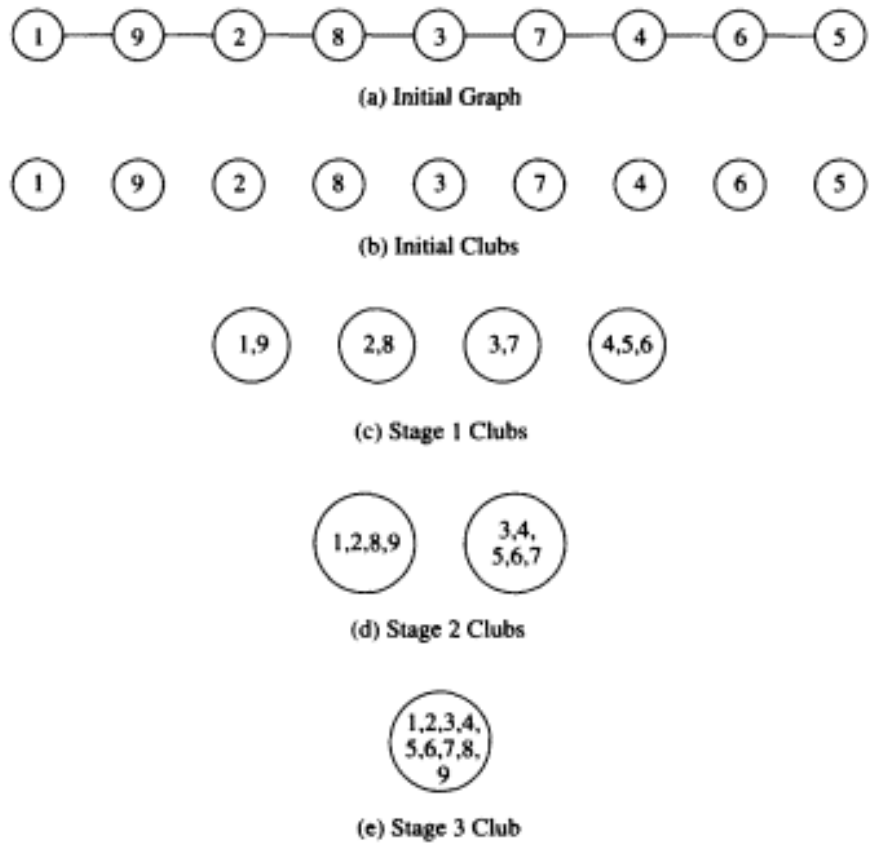 1 9 2 8 3 7 4 6 5
(a) Initial Graph
1 9 2 8 3 7 4 6 5
(b) Initial Clubs
1,9 2,8 3,7 4,5,6
(c) Stage 1 Clubs
1,2,8,9
3,4,
5,6,7
(d) Stage 2 Clubs
1,2,3,4,
5,6,7,8,
9
(e) Stage 3 Club